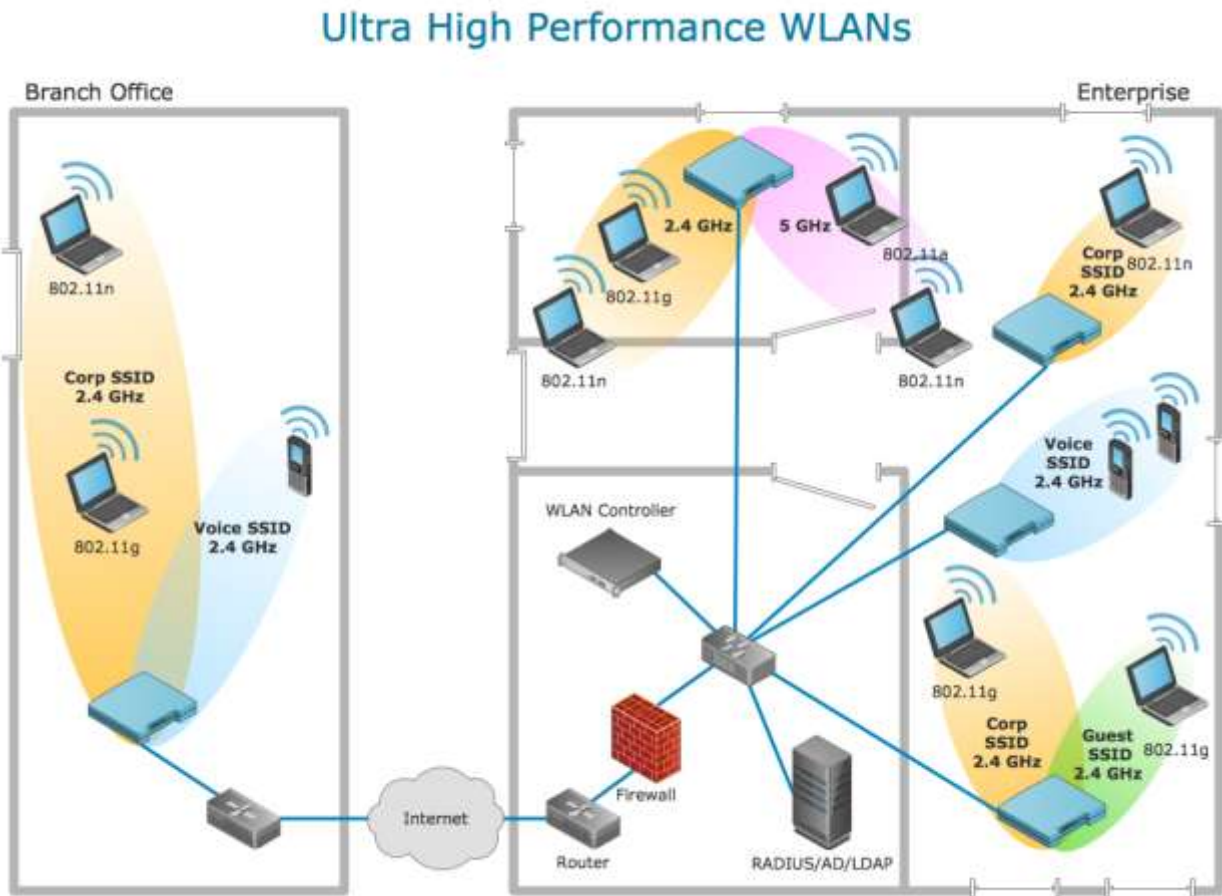 Ultra High Performance WLANs
Branch Office
Enterprise
802.11n
Corp SSID
2.4 GHz
802.11g
Voice SSID
2.4 GHz
2.4 GHz
5 GHz
802.11a
802.11g
802.11n
802.11n
Corp
SSID
2.4 GHz
802.11n
Voice
SSID
2.4 GHz
WLAN Controller
802.11g
Corp
SSID
2.4 GHz
Guest
SSID
2.4 GHz
802.11g
Firewall
Internet
Router
RADIUS/AD/LDAP